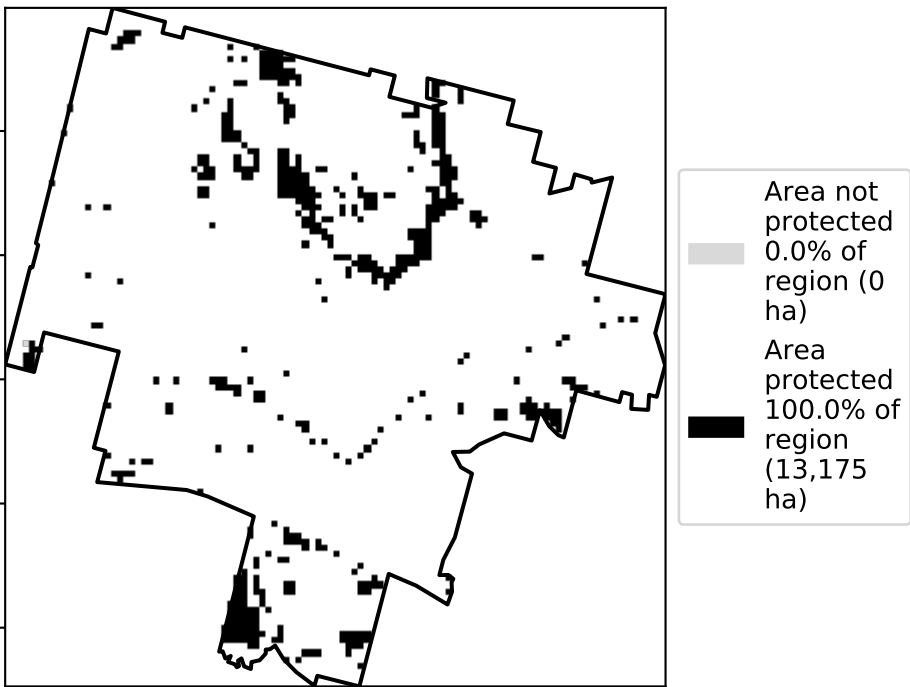 Area not
protected
0.0% of
region (0
ha)
Area
protected
100.0% of
region
(13,175
ha)